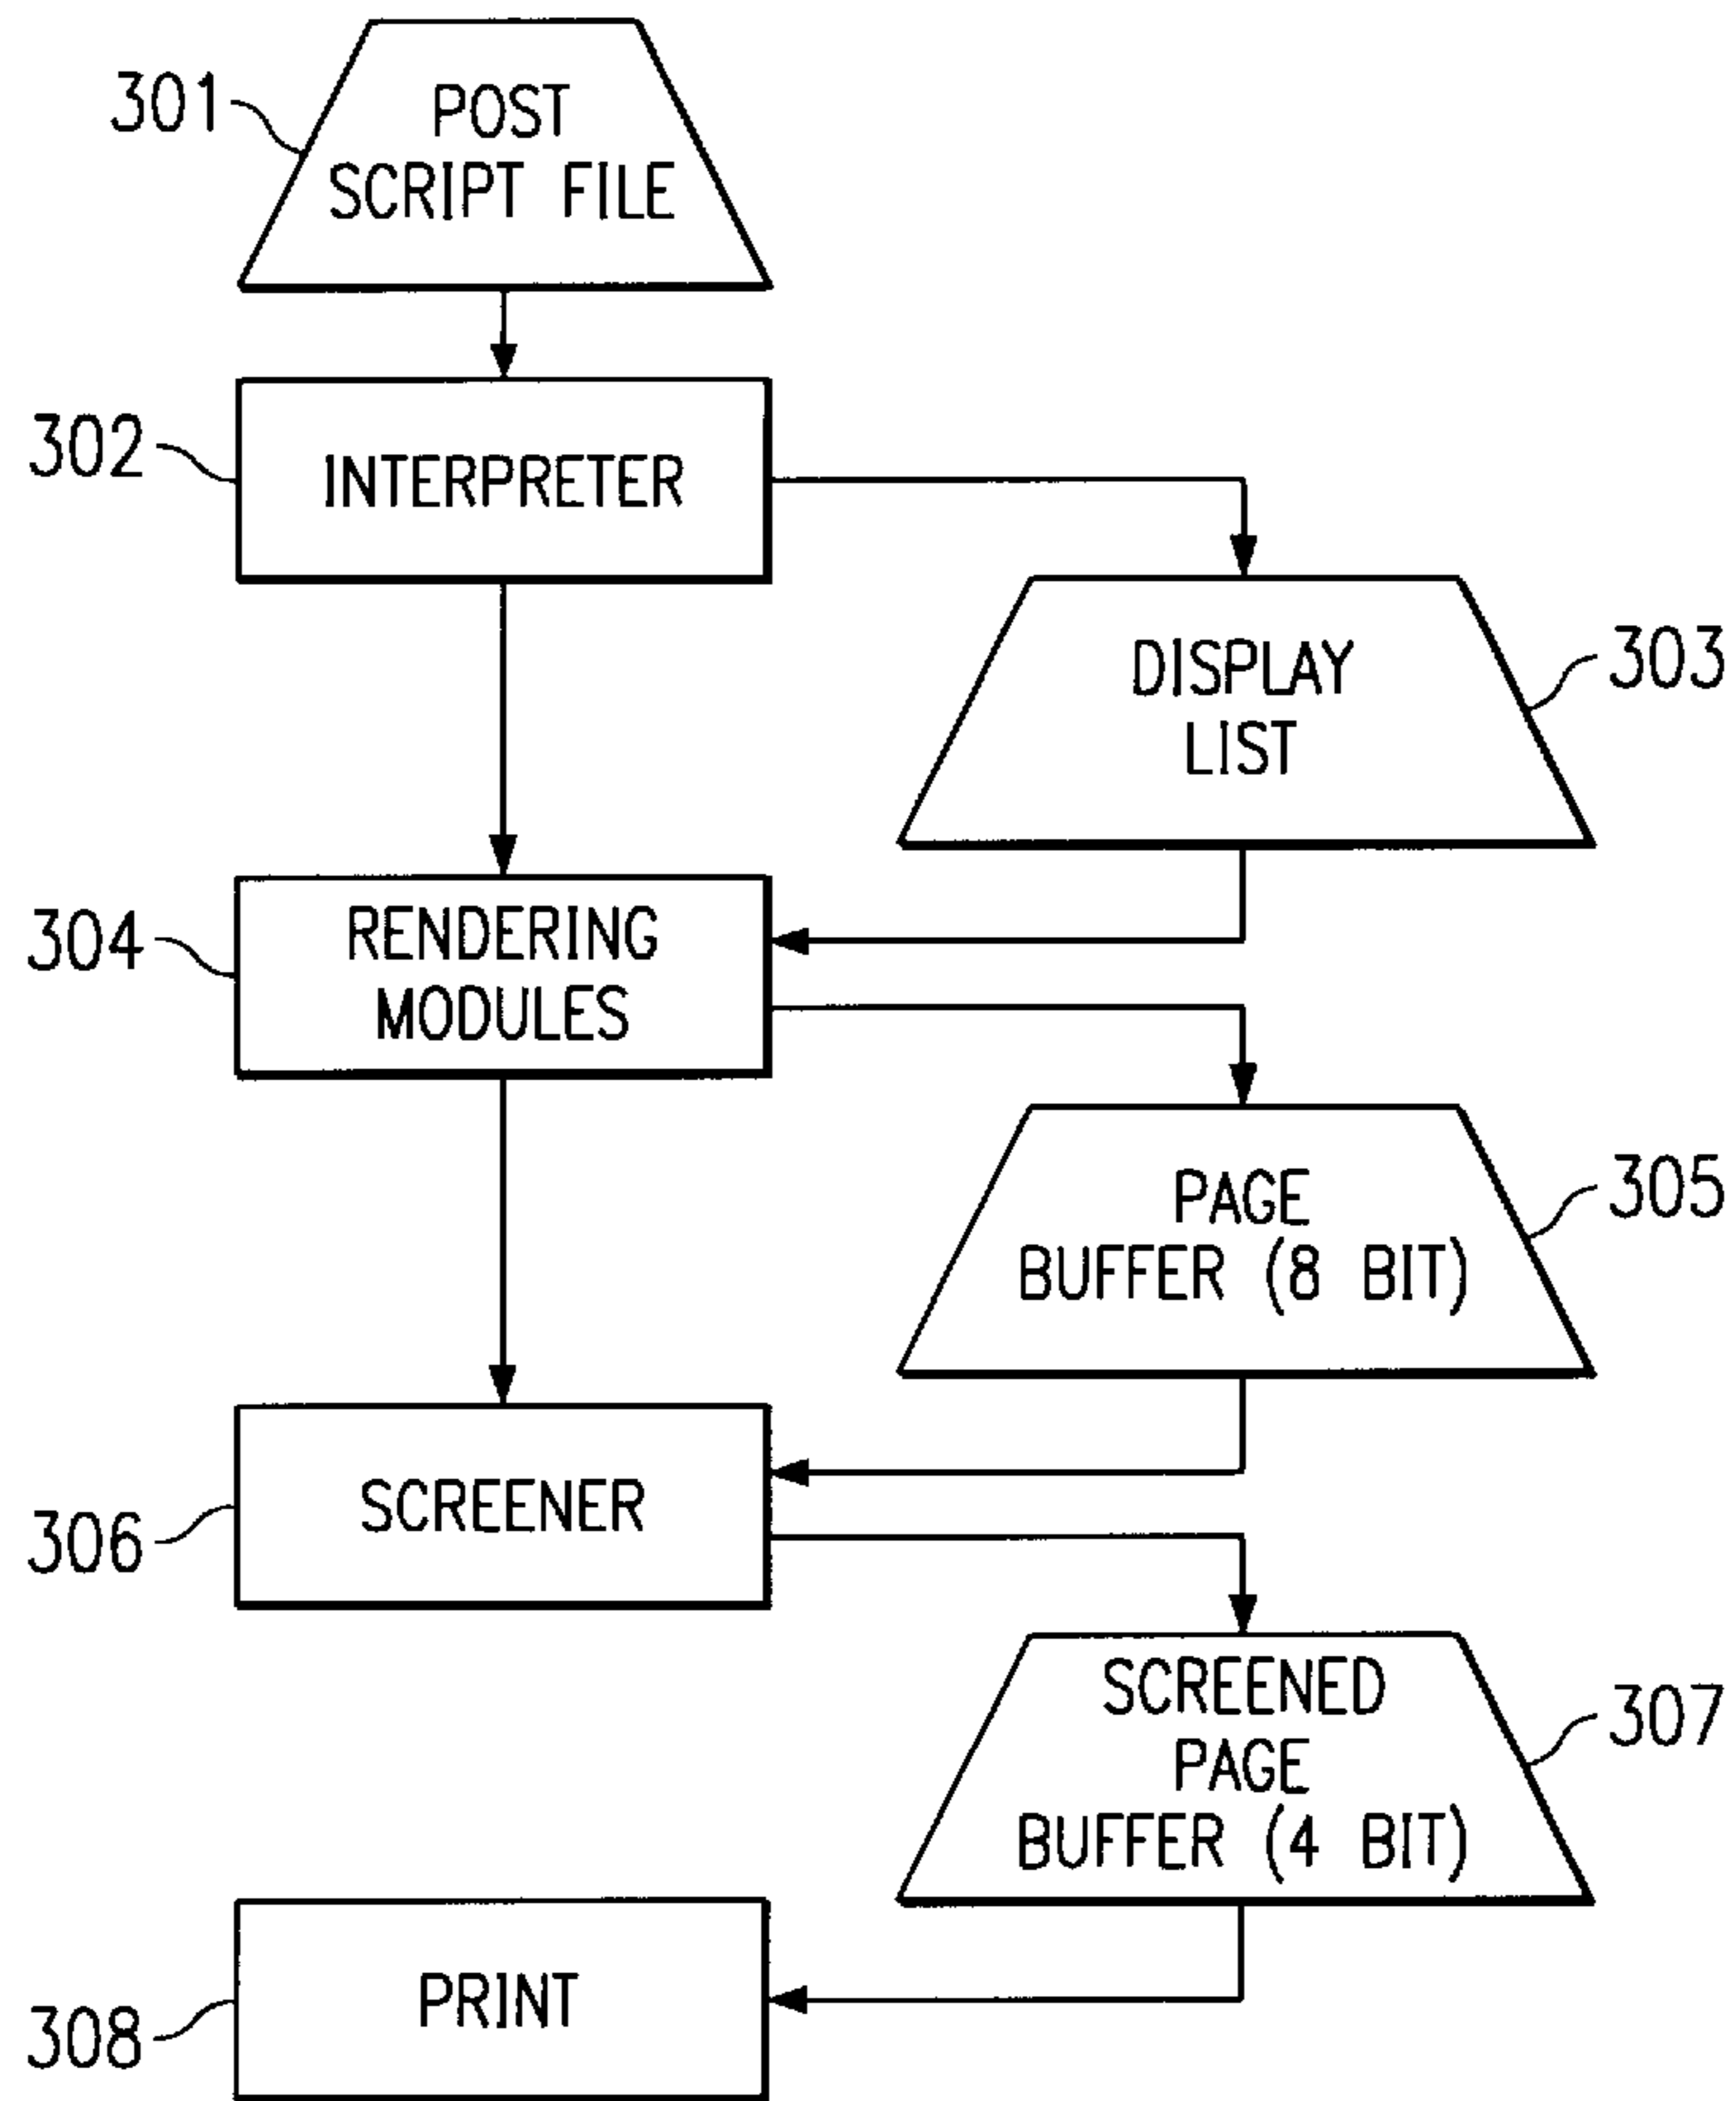 301
POST
SCRIPT FILE
302
INTERPRETER
DISPLAY
LIST
303
304
RENDERING
MODULES
PAGE
BUFFER (8 BIT)
305
306
SCREENER
SCREENED
PAGE
BUFFER (4 BIT)
307
308
PRINT